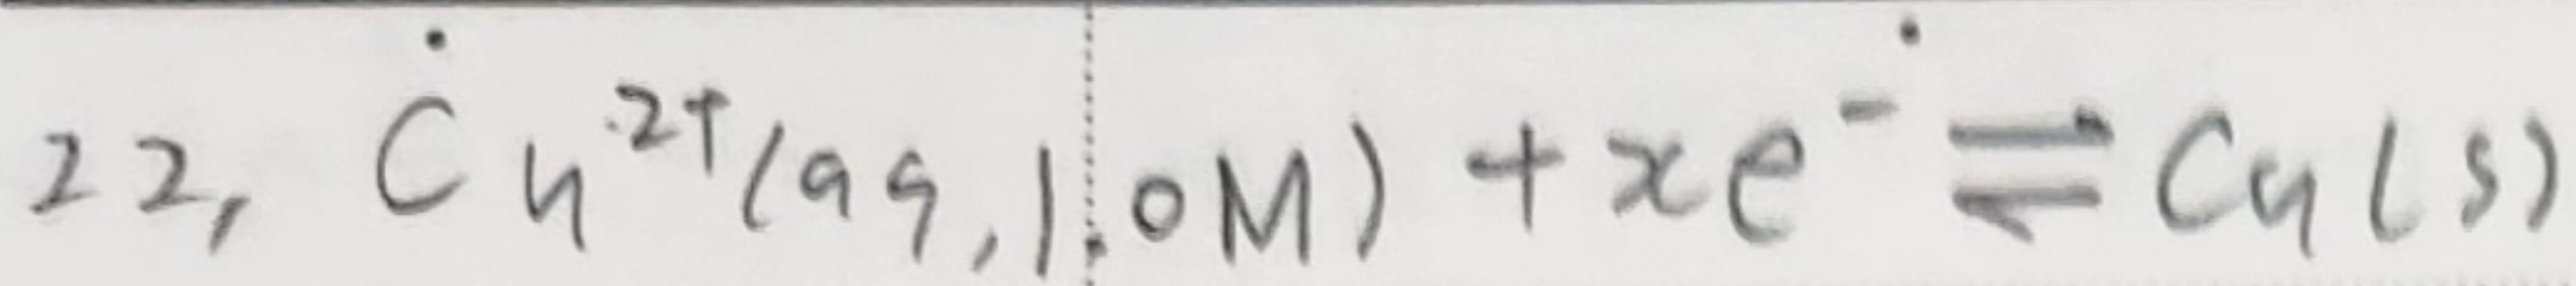 22, Cu²⁺(aq, 1.0M) + xe⁻ ⇌ Cu(s)